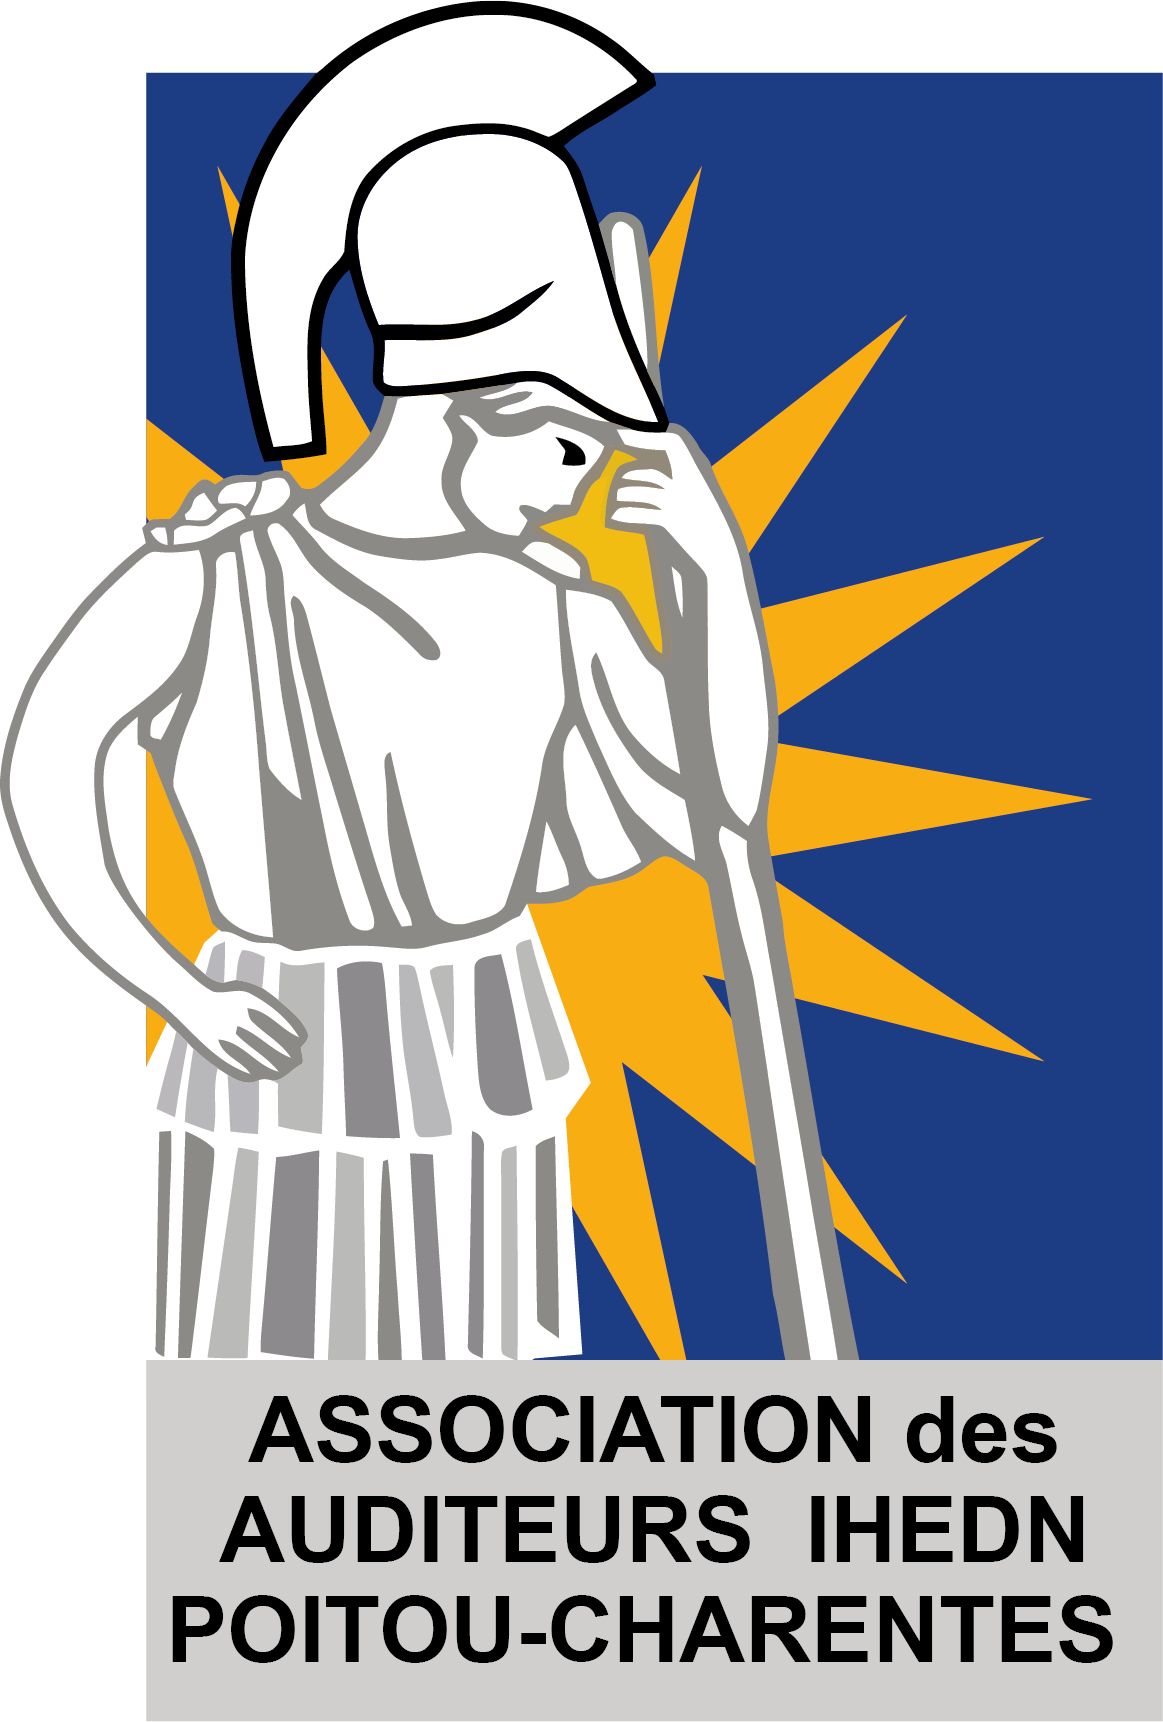 ASSOCIATION des
AUDITEURS IHEDN
POITOU-CHARENTES